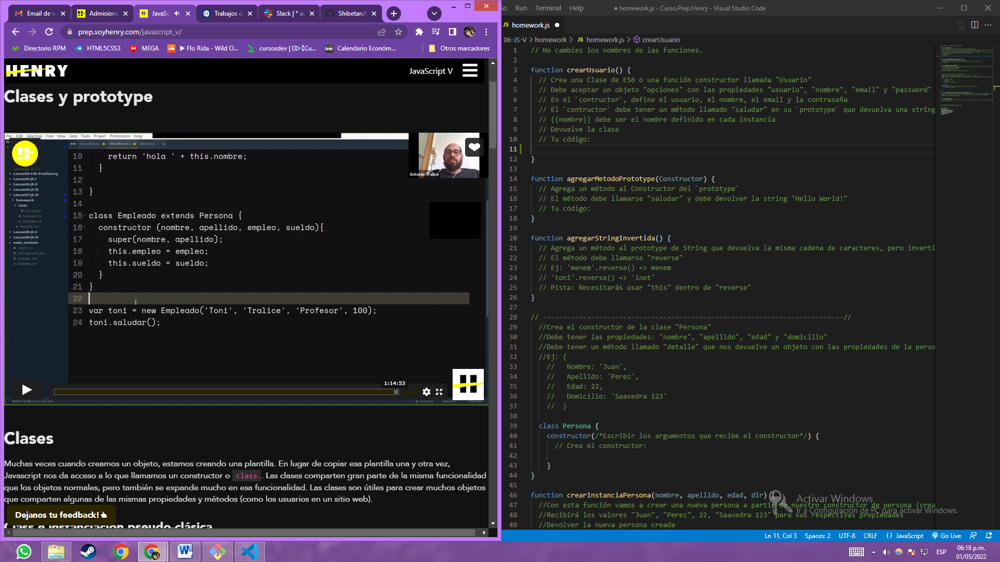 Email de v
Admisione
JavaSc
Trabajos d
Slack | * ar
Shibetan/C
prep.soyhenry.com/javascript_v/
Directorio RPM
HTML5CSS3
MEGA
Flo Rida - Wild O...
cursosdev
Calendario Económ...
Otros marcadores
HENRY
JavaScript V
Clases y prototype
File Edit Selection Find View Goto Tools Project Preferences Help
10 return 'hola ' + this.nombre;
11 }
12
13 }
14
15 class Empleado extends Persona {
16 constructor (nombre, apellido, empleo, sueldo){
17 super(nombre, apellido);
18 this.empleo = empleo;
19 this.sueldo = sueldo;
20 }
21 }
22
23 var toni = new Empleado('Toni', 'Tralice', 'Profesor', 100);
24 toni.saludar();
Lesson03-CSS-Positioning
Lesson04-JS-I
Lesson05-JS-II
Lesson06-JS-III
Lesson07-JS-IV
homework
tests
homework.js
README.md
README.md
Lesson08-JS-V
Lesson09-JS-VI
node_modules
package-lock.json
package.json
README.md
Antonio Tralice
1:14:53
Clases
Muchas veces cuando creamos un objeto, estamos creando una plantilla. En lugar de copiar esa plantilla una y otra vez,
Javascript nos da acceso a lo que llamamos un constructor o class . Las clases comparten gran parte de la misma funcionalidad
que los objetos normales, pero también se expande mucho en esa funcionalidad. Las clases son útiles para crear muchos objetos
que comparten algunas de las mismas propiedades y métodos (como los usuarios en un sitio web).
Dejanos tu feedback!
Class e instanciación pseudo-clásica
Run Terminal Help
● homework.js - Curso.Prep.Henry - Visual Studio Code
JS homework.js ●
06-JS-V > homework > JS homework.js > crearUsuario
1 // No cambies los nombres de las funciones.
2
3 function crearUsuario() {
4 // Crea una Clase de ES6 o una función constructor llamada "Usuario"
5 // Debe aceptar un objeto "opciones" con las propiedades "usuario", "nombre", "email" y "password"
6 // En el `contructor`, define el usuario, el nombre, el email y la contraseña
7 // El `contructor` debe tener un método llamado "saludar" en su `prototype` que devuelva una string
8 // {{nombre}} debe ser el nombre definido en cada instancia
9 // Devuelve la clase
10 // Tu código:
11
12 }
13
14 function agregarMetodoPrototype(Constructor) {
15 // Agrega un método al Constructor del `prototype`
16 // El método debe llamarse "saludar" y debe devolver la string "Hello World!"
17 // Tu código:
18 }
19
20 function agregarStringInvertida() {
21 // Agrega un método al prototype de String que devuelva la misma cadena de caracteres, pero inverti
22 // El método debe llamarse "reverse"
23 // Ej: 'menem'.reverse() => menem
24 // 'toni'.reverse() => 'inot'
25 // Pista: Necesitarás usar "this" dentro de "reverse"
26 }
27
28 // ---------------------------------------------------------------------------//
29 //Crea el constructor de la clase "Persona"
30 //Debe tener las propiedades: "nombre", "apellido", "edad" y "domicilio"
31 //Debe tener un método llamado "detalle" que nos devuelve un objeto con las propiedades de la perso
32 //Ej: {
33 // Nombre: 'Juan',
34 // Apellido: 'Perez',
35 // Edad: 22,
36 // Domicilio: 'Saavedra 123'
37 // }
38
39 class Persona {
40 constructor(/*Escribir los argumentos que recibe el constructor*/) {
41 // Crea el constructor:
42
43 }
44 }
45
46 function crearInstanciaPersona(nombre, apellido, edad, dir) {
47 //Con esta función vamos a crear una nueva persona a partir de nuestro constructor de persona (crea
48 //Recibirá los valores "Juan", "Perez", 22, "Saavedra 123" para sus respectivas propiedades
49 //Devolver la nueva persona creada
Activar Windows
Ir a Configuración de PC para activar Windows.
Ln 11, Col 3 Spaces: 2 UTF-8 CRLF {} JavaScript Go Live
ESP
06:18 p.m.
01/05/2022